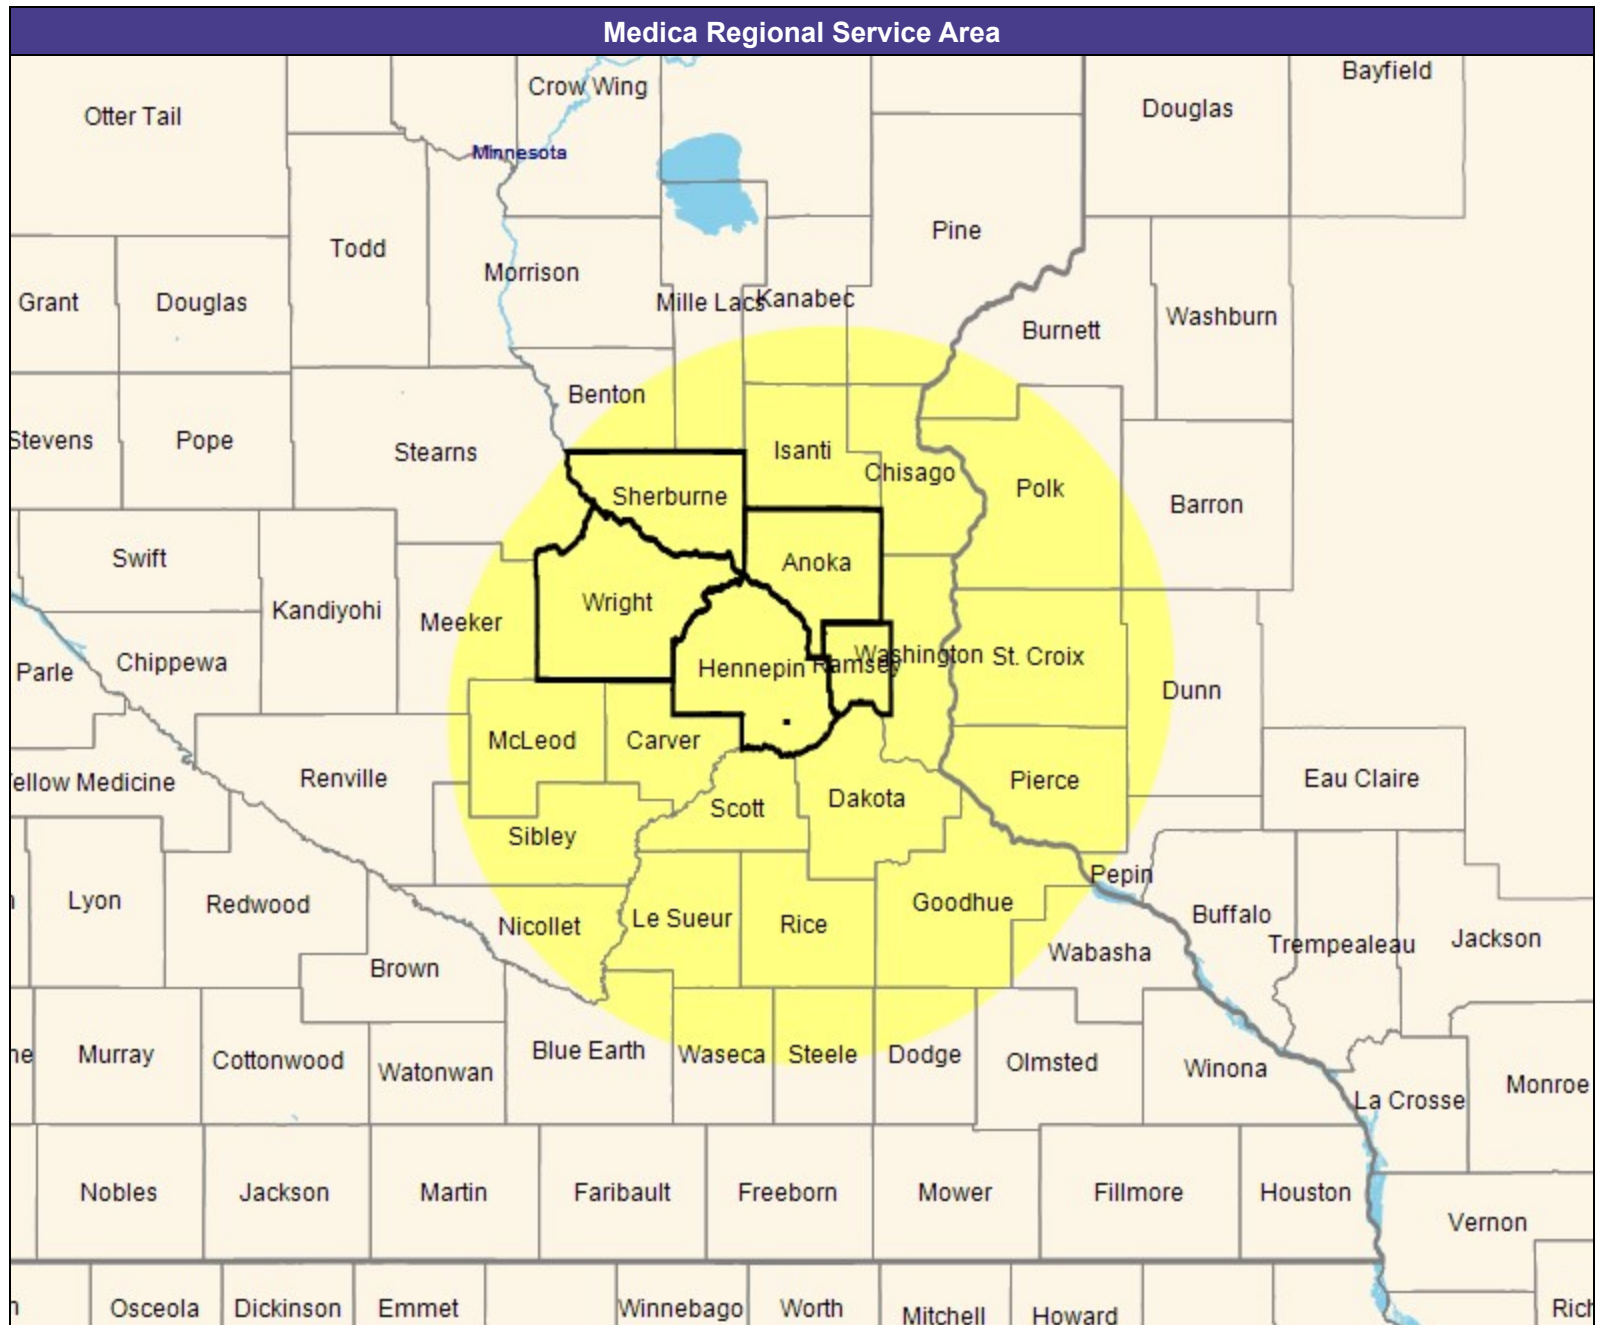 Medica Regional Service Area
Bayfield
Crow Wing
Otter Tail
Douglas
Minnesota
Pine
Todd
Morrison
Grant
Douglas
Mille Lacs
Kanabec
Washburn
Burnett
Benton
Stevens
Pope
Stearns
Isanti
Chisago
Polk
Sherburne
Barron
Swift
Anoka
Wright
Kandiyohi
Meeker
Parle
Chippewa
Hennepin
Ramsey
Washington
St. Croix
Dunn
McLeod
Carver
Renville
Yellow Medicine
Pierce
Eau Claire
Scott
Dakota
Sibley
Pepin
Lyon
Redwood
Nicollet
Le Sueur
Rice
Goodhue
Buffalo
Trempealeau
Jackson
Wabasha
Brown
ne
Murray
Cottonwood
Watonwan
Blue Earth
Waseca
Steele
Dodge
Olmsted
Winona
La Crosse
Monroe
Nobles
Jackson
Martin
Faribault
Freeborn
Mower
Fillmore
Houston
Vernon
n
Osceola
Dickinson
Emmet
Winnebago
Worth
Mitchell
Howard
Rich